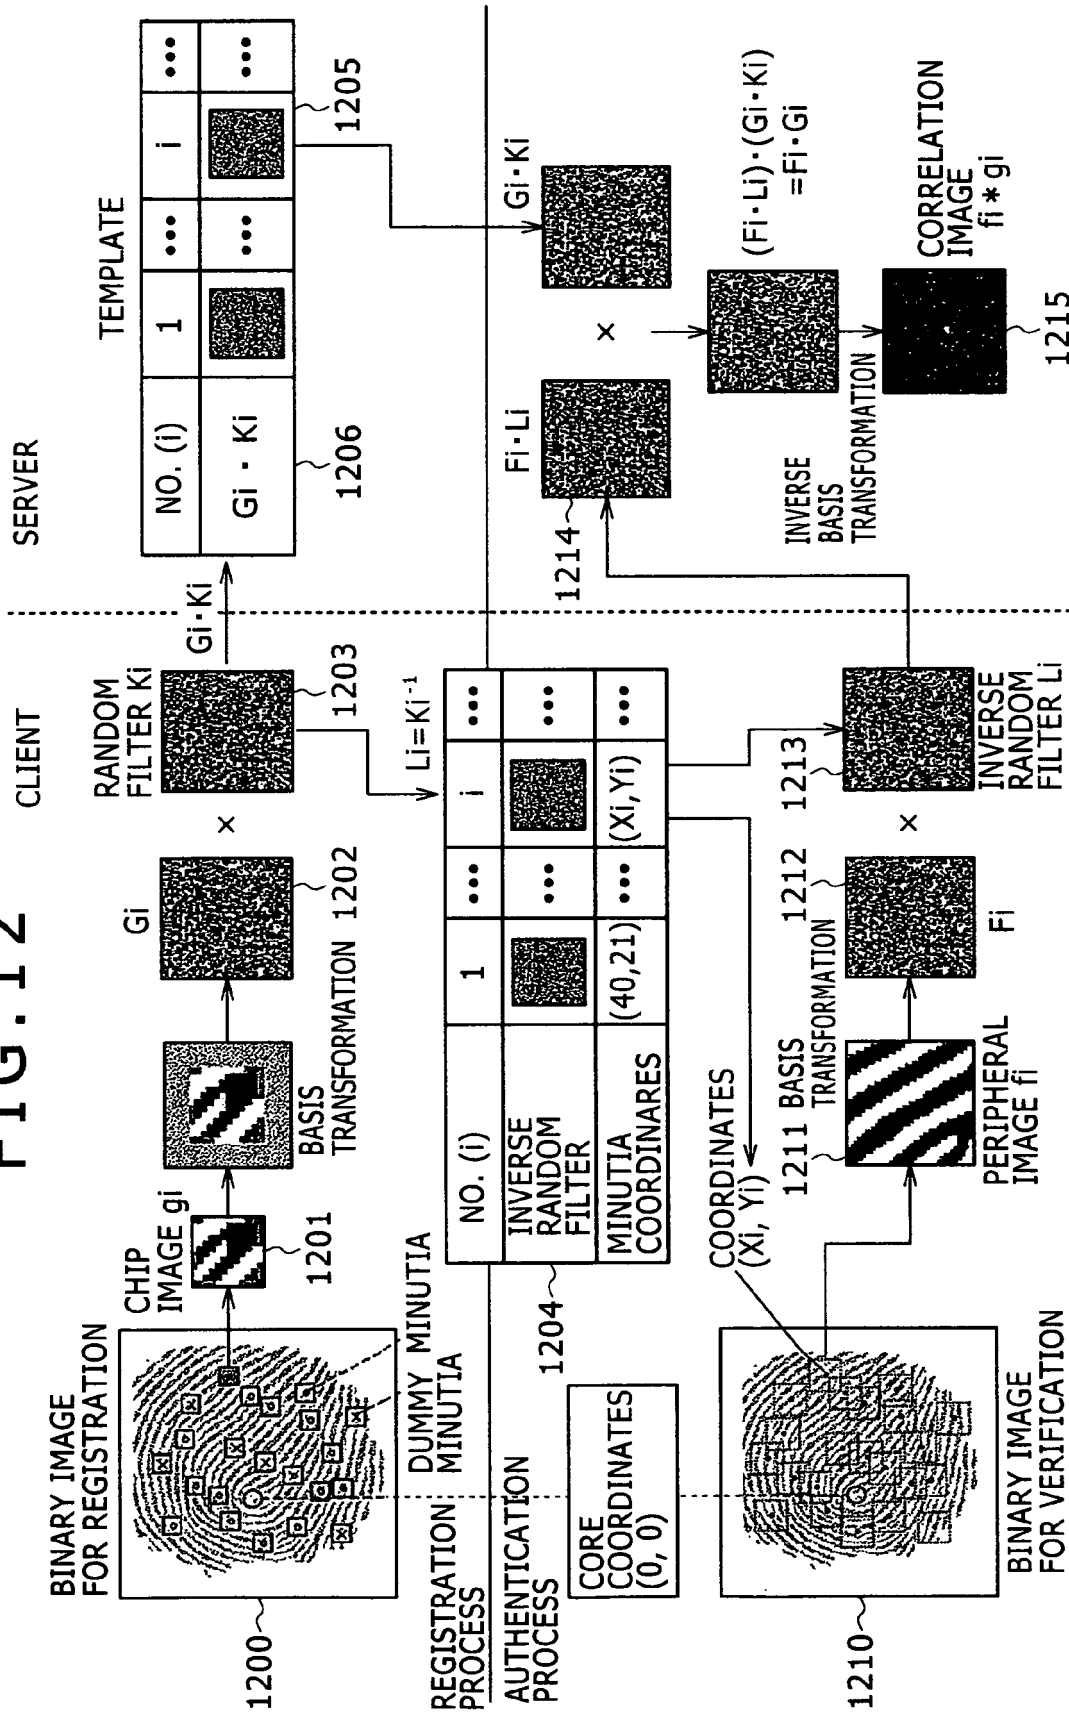 FIG.12
CLIENT
SERVER
BINARY IMAGE
FOR REGISTRATION
1200
CHIP
IMAGE gi
1201
BASIS
TRANSFORMATION
Gi
1202
×
RANDOM
FILTER Ki
1203
Gi·Ki
TEMPLATE
NO. (i)
1
•••
i
•••
Gi · Ki
•••
•••
1206
1205
DUMMY
MINUTIA
MINUTIA
REGISTRATION
PROCESS
AUTHENTICATION
PROCESS
Li=Ki⁻¹
NO. (i)
1
•••
i
•••
INVERSE
RANDOM
FILTER
•••
•••
MINUTIA
COORDINARES
(40,21)
•••
(Xi,Yi)
•••
1204
CORE
COORDINATES
(0, 0)
COORDINATES
(Xi, Yi)
1210
BINARY IMAGE
FOR VERIFICATION
1211
PERIPHERAL
IMAGE fi
BASIS
TRANSFORMATION
1212
Fi
×
1213
INVERSE
RANDOM
FILTER Li
Fi·Li
1214
×
Gi·Ki
(Fi·Li)·(Gi·Ki)
=Fi·Gi
INVERSE
BASIS
TRANSFORMATION
CORRELATION
IMAGE
fi * gi
1215